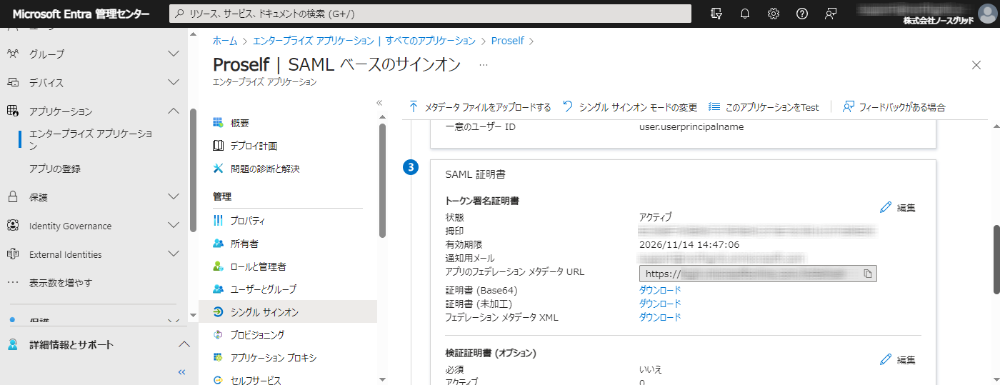 Microsoft Entra 管理センター
リソース、サービス、ドキュメントの検索 (G+/)
株式会社ノースグリッド
グループ
デバイス
アプリケーション
エンタープライズ アプリケーショ
ン
アプリの登録
保護
Identity Governance
External Identities
表示数を増やす
保護
詳細情報とサポート
ホーム > エンタープライズ アプリケーション | すべてのアプリケーション > Proself >
Proself | SAML ベースのサインオン ...
エンタープライズ アプリケーション
概要
デプロイ計画
問題の診断と解決
管理
プロパティ
所有者
ロールと管理者
ユーザーとグループ
シングル サインオン
プロビジョニング
アプリケーション プロキシ
セルフサービス
メタデータ ファイルをアップロードする
シングル サインオン モードの変更
このアプリケーションをTest
フィードバックがある場合
一意のユーザー ID user.userprincipalname
3
SAML 証明書
トークン署名証明書
編集
状態 アクティブ
拇印
有効期限 2026/11/14 14:47:06
通知用メール
アプリのフェデレーション メタデータ URL https://
証明書 (Base64) ダウンロード
証明書 (未加工) ダウンロード
フェデレーション メタデータ XML ダウンロード
検証証明書 (オプション)
編集
必須 いいえ
アクティブ 0